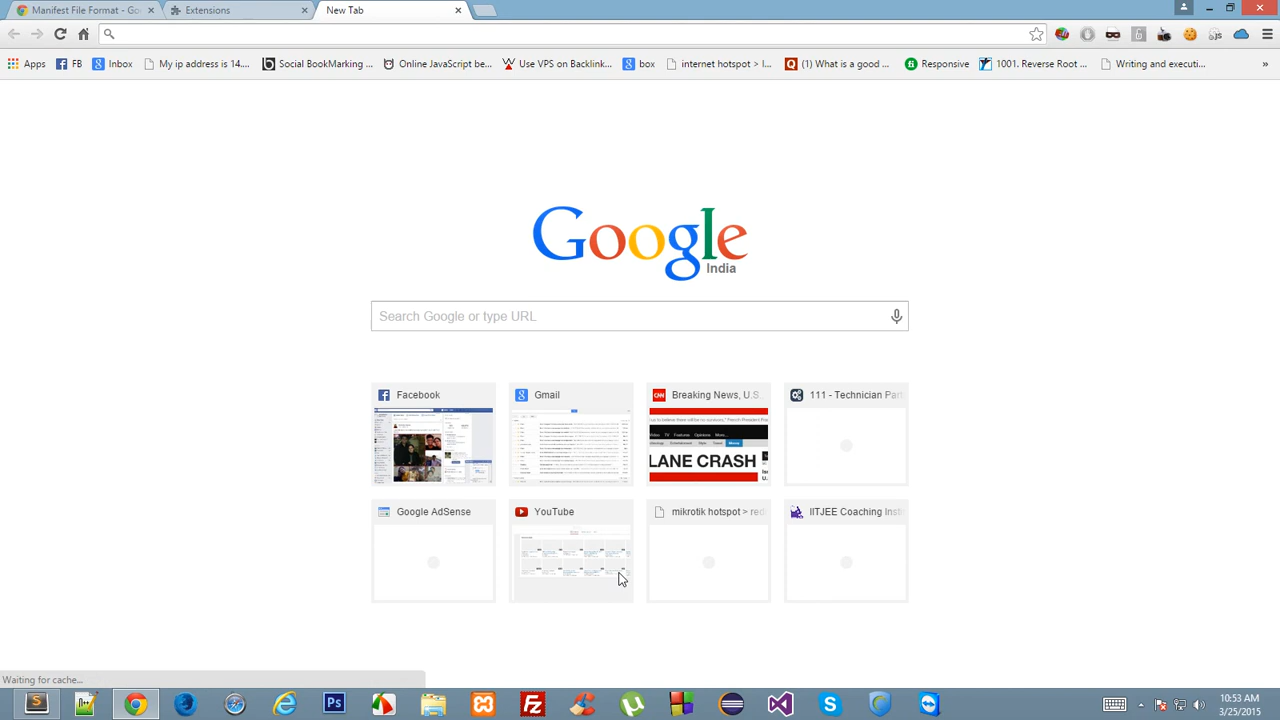 Manifest File Format - Go
Extensions
New Tab
Apps
FB
Inbox
My ip address is 14....
Social BookMarking ...
Online JavaScript be...
Use VPS on Backlink...
box
internet hotspot > l...
(1) What is a good ...
Responsive
1001. Reverse Root ...
Writing and executi...
Google
India
Search Google or type URL
Facebook
Gmail
Breaking News, U.S...
111 - Technician Par
LANE CRASH
Google AdSense
YouTube
mikrotik hotspot > red
IITJEE Coaching Insti
Waiting for cache...
10:53 AM
3/25/2015